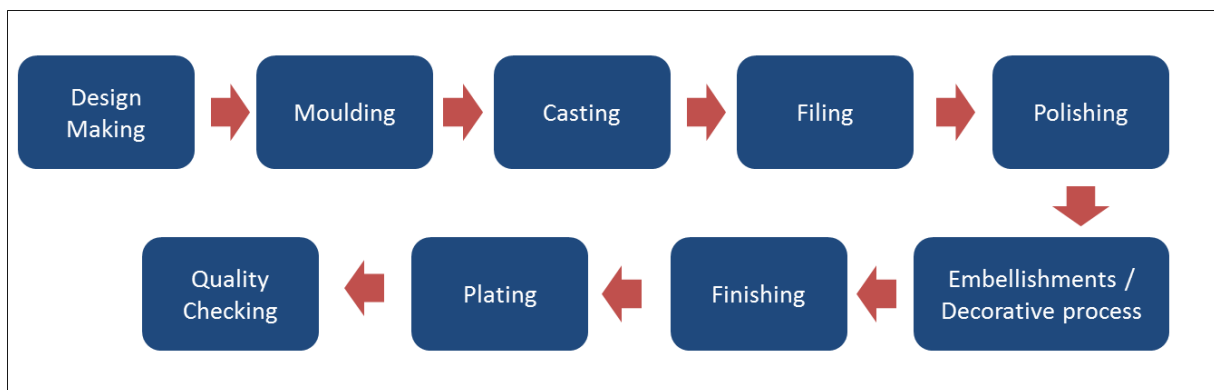 Design
Making
Moulding
Casting
Filing
Polishing
Embellishments /
Decorative process
Finishing
Plating
Quality
Checking